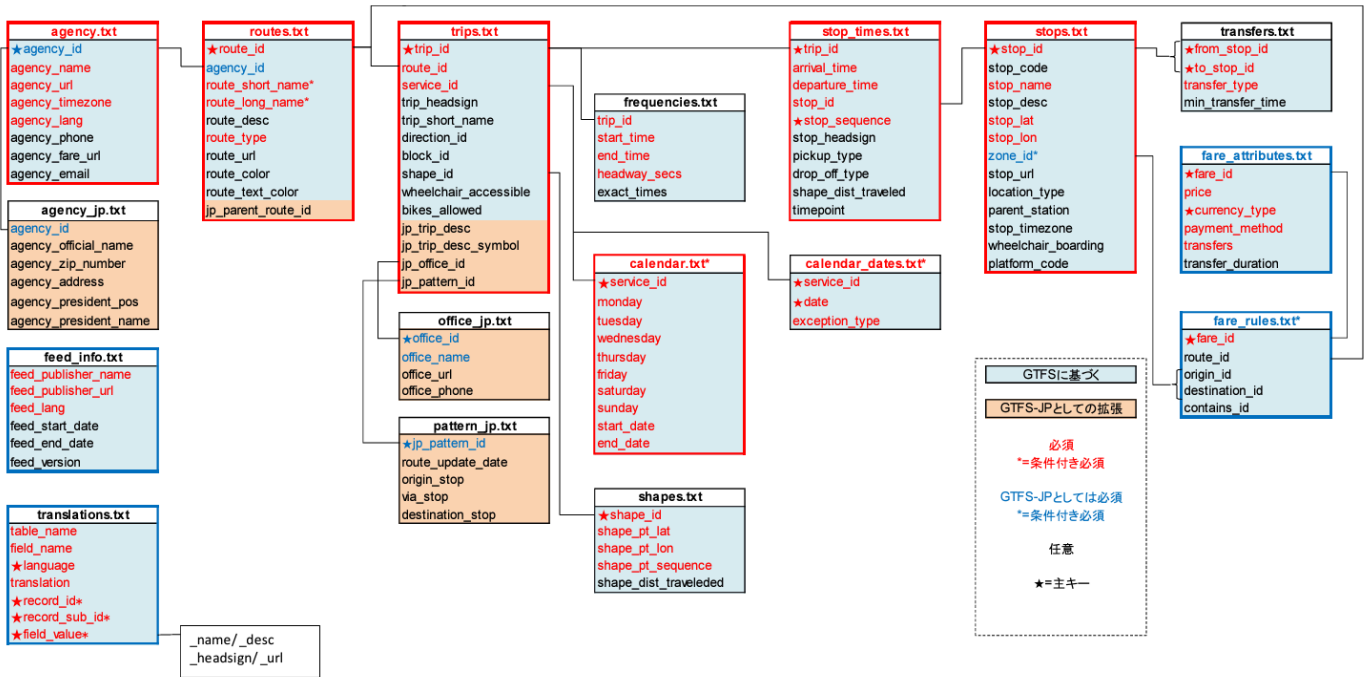 agency.txt
★agency_id
agency_name
agency_url
agency_timezone
agency_lang
agency_phone
agency_fare_url
agency_email
agency_jp.txt
agency_id
agency_official_name
agency_zip_number
agency_address
agency_president_pos
agency_president_name
feed_info.txt
feed_publisher_name
feed_publisher_url
feed_lang
feed_start_date
feed_end_date
feed_version
translations.txt
table_name
field_name
★language
translation
★record_id*
★record_sub_id*
★field_value*
_name/_desc
_headsign/_url
routes.txt
★route_id
agency_id
route_short_name*
route_long_name*
route_desc
route_type
route_url
route_color
route_text_color
jp_parent_route_id
trips.txt
★trip_id
route_id
service_id
trip_headsign
trip_short_name
direction_id
block_id
shape_id
wheelchair_accessible
bikes_allowed
jp_trip_desc
jp_trip_desc_symbol
jp_office_id
jp_pattern_id
office_jp.txt
★office_id
office_name
office_url
office_phone
pattern_jp.txt
★jp_pattern_id
route_update_date
origin_stop
via_stop
destination_stop
frequencies.txt
trip_id
start_time
end_time
headway_secs
exact_times
calendar.txt*
★service_id
monday
tuesday
wednesday
thursday
friday
saturday
sunday
start_date
end_date
shapes.txt
★shape_id
shape_pt_lat
shape_pt_lon
shape_pt_sequence
shape_dist_traveleded
stop_times.txt
★trip_id
arrival_time
departure_time
stop_id
★stop_sequence
stop_headsign
pickup_type
drop_off_type
shape_dist_traveled
timepoint
calendar_dates.txt*
★service_id
★date
exception_type
stops.txt
★stop_id
stop_code
stop_name
stop_desc
stop_lat
stop_lon
zone_id*
stop_url
location_type
parent_station
stop_timezone
wheelchair_boarding
platform_code
transfers.txt
★from_stop_id
★to_stop_id
transfer_type
min_transfer_time
fare_attributes.txt
★fare_id
price
★currency_type
payment_method
transfers
transfer_duration
fare_rules.txt*
★fare_id
route_id
origin_id
destination_id
contains_id
GTFSに基づく
GTFS-JPとしての拡張
必須
*=条件付き必須
GTFS-JPとしては必須
*=条件付き必須
任意
★=主キー